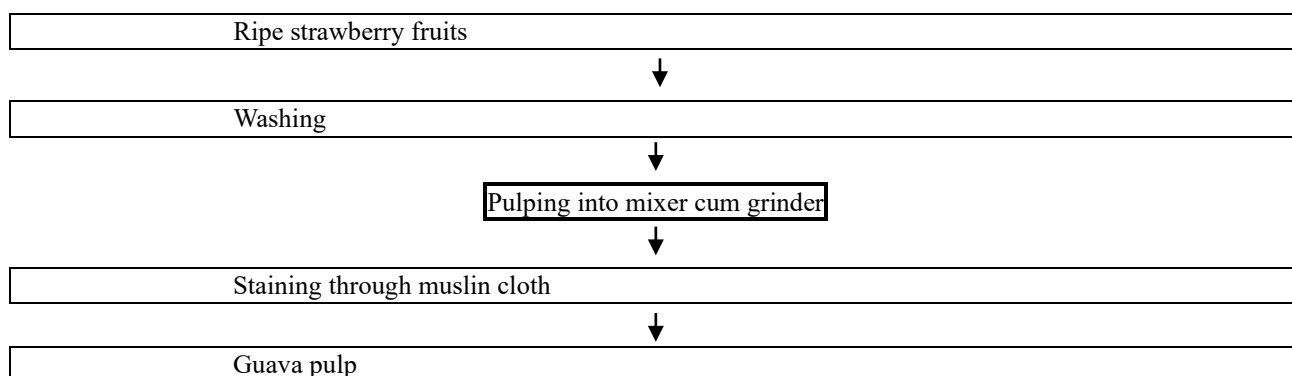 Ripe strawberry fruits
Washing
Pulping into mixer cum grinder
Staining through muslin cloth
Guava pulp